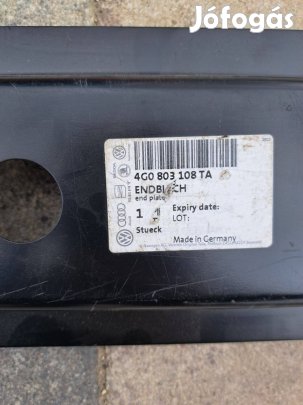 Jófogás
4G0 803 108 TA
ENDBLECH
end plate
1
Expiry date:
LOT:
Stueck
Made in Germany